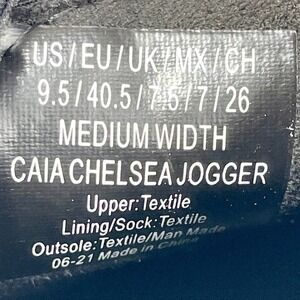 US/EU/UK/MX/CH
9.5/40.5/7.5/7/26
MEDIUM WIDTH
CAIA CHELSEA JOGGER
Upper:Textile
Lining/Sock:Textile
Outsole:Textile/Man Made
06-21 Made in China